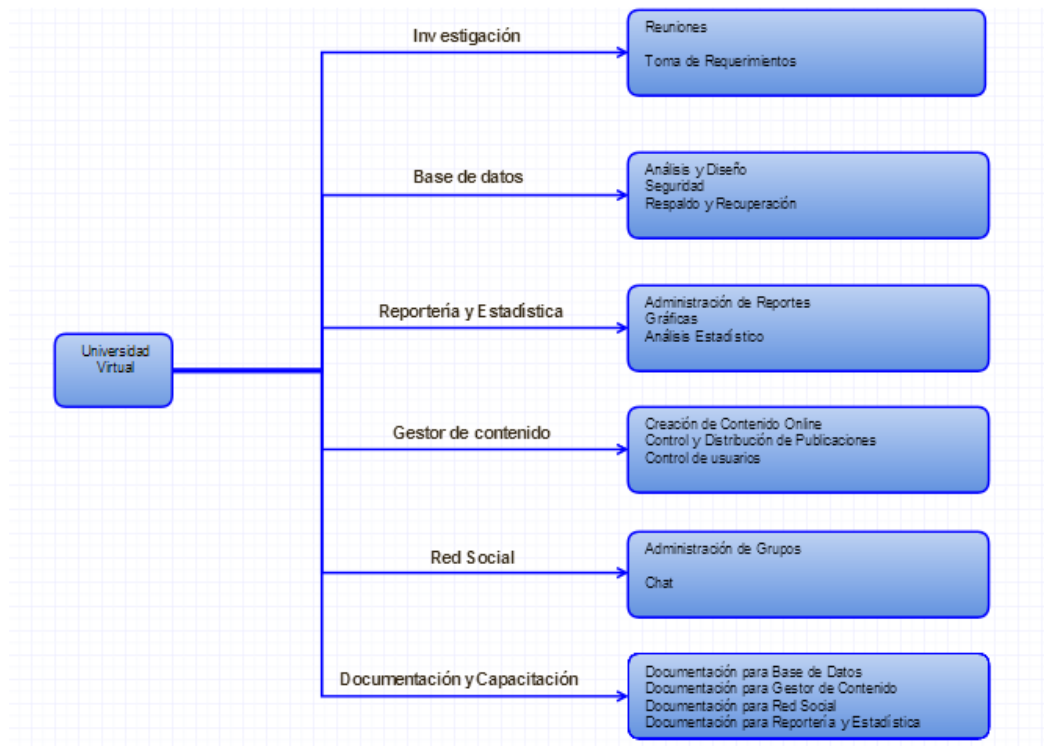 Investigación
Reuniones
Toma de Requerimientos
Base de datos
Análisis y Diseño
Seguridad
Respaldo y Recuperación
Reportería y Estadística
Administración de Reportes
Gráficas
Análisis Estadístico
Universidad
Virtual
Gestor de contenido
Creación de Contenido Online
Control y Distribución de Publicaciones
Control de usuarios
Red Social
Administración de Grupos
Chat
Documentación y Capacitación
Documentación para Base de Datos
Documentación para Gestor de Contenido
Documentación para Red Social
Documentación para Reportería y Estadística